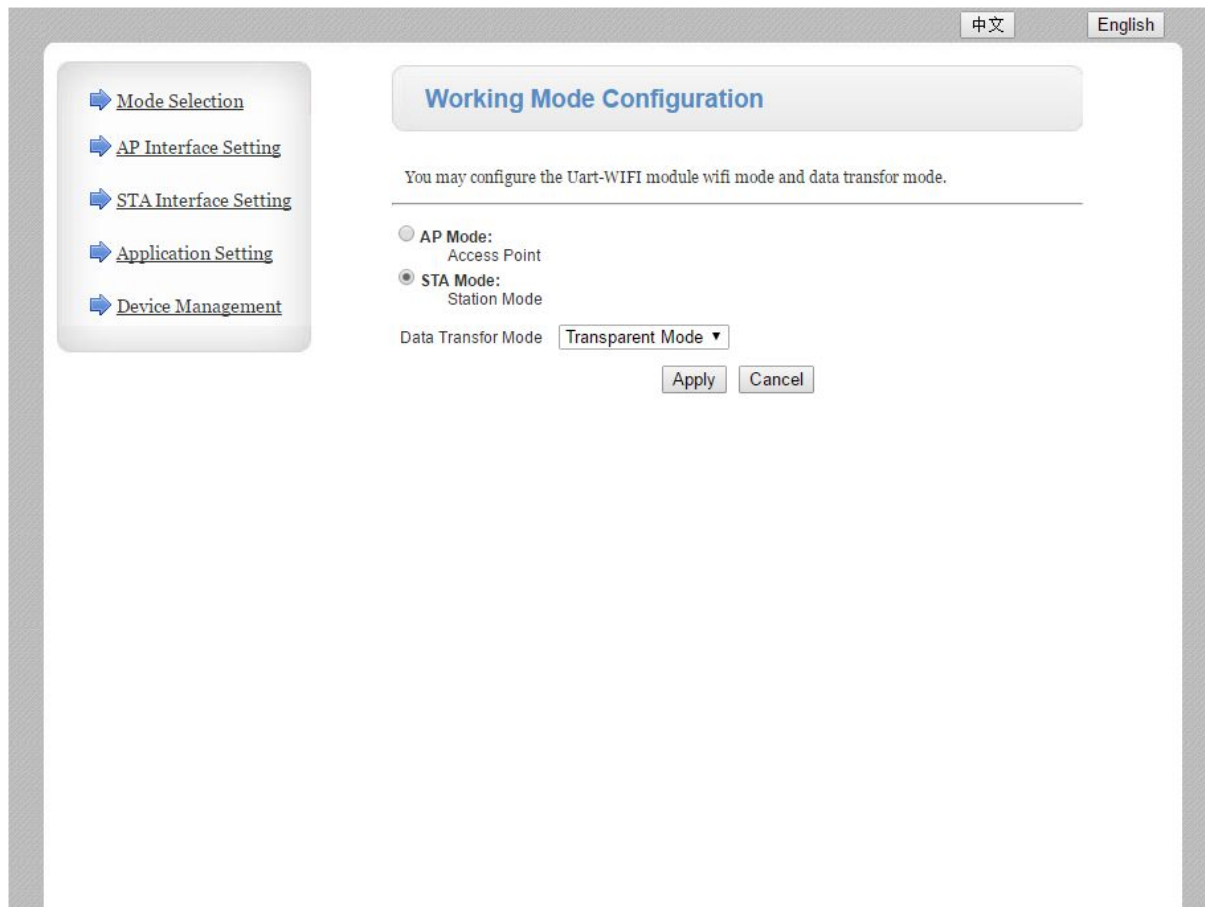 中文
English
Mode Selection
AP Interface Setting
STA Interface Setting
Application Setting
Device Management
Working Mode Configuration
You may configure the Uart-WIFI module wifi mode and data transfor mode.
AP Mode:
Access Point
STA Mode:
Station Mode
Data Transfor Mode Transparent Mode
Apply Cancel